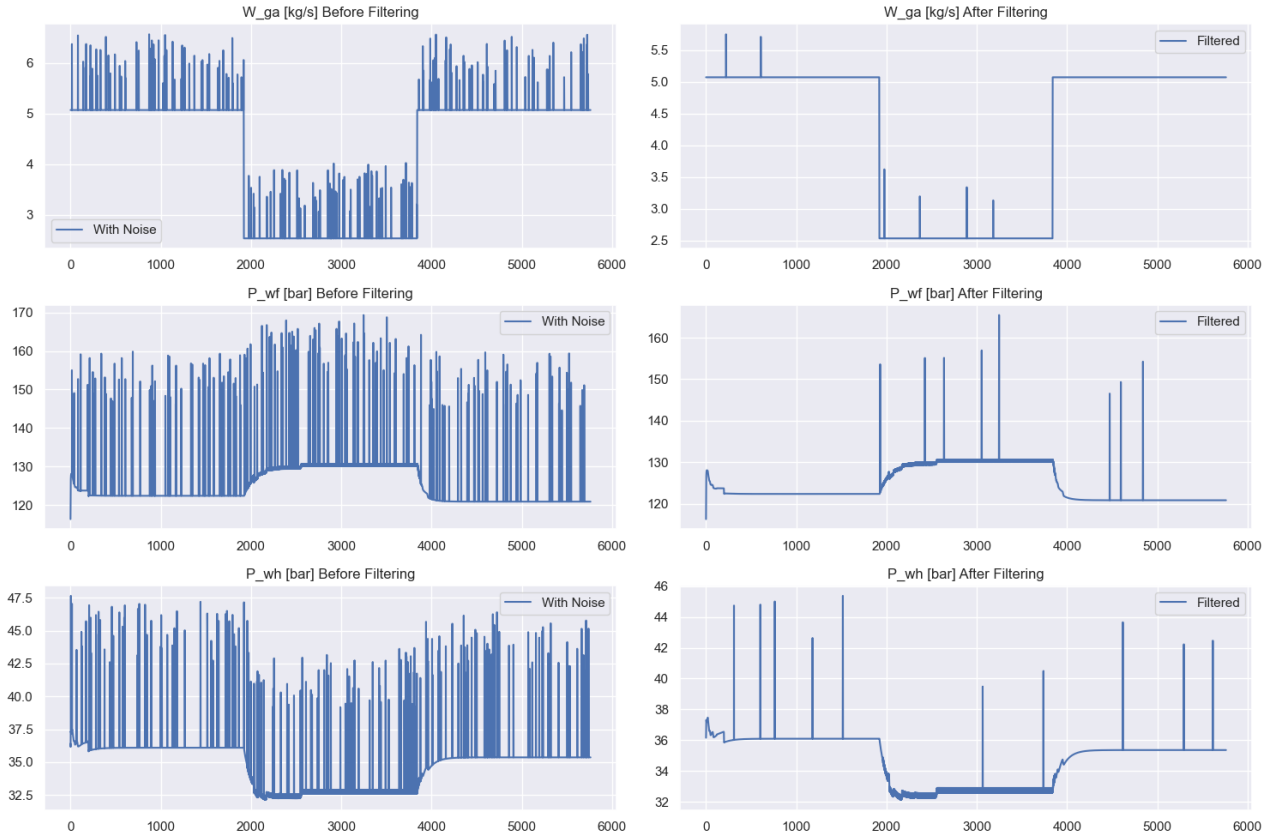 W_ga [kg/s] Before Filtering
6
5
4
3
With Noise
0 1000 2000 3000 4000 5000 6000
W_ga [kg/s] After Filtering
Filtered
5.5
5.0
4.5
4.0
3.5
3.0
2.5
0 1000 2000 3000 4000 5000 6000
P_wf [bar] Before Filtering
With Noise
170
160
150
140
130
120
0 1000 2000 3000 4000 5000 6000
P_wf [bar] After Filtering
Filtered
160
150
140
130
120
0 1000 2000 3000 4000 5000 6000
P_wh [bar] Before Filtering
With Noise
47.5
45.0
42.5
40.0
37.5
35.0
32.5
0 1000 2000 3000 4000 5000 6000
P_wh [bar] After Filtering
Filtered
46
44
42
40
38
36
34
32
0 1000 2000 3000 4000 5000 6000